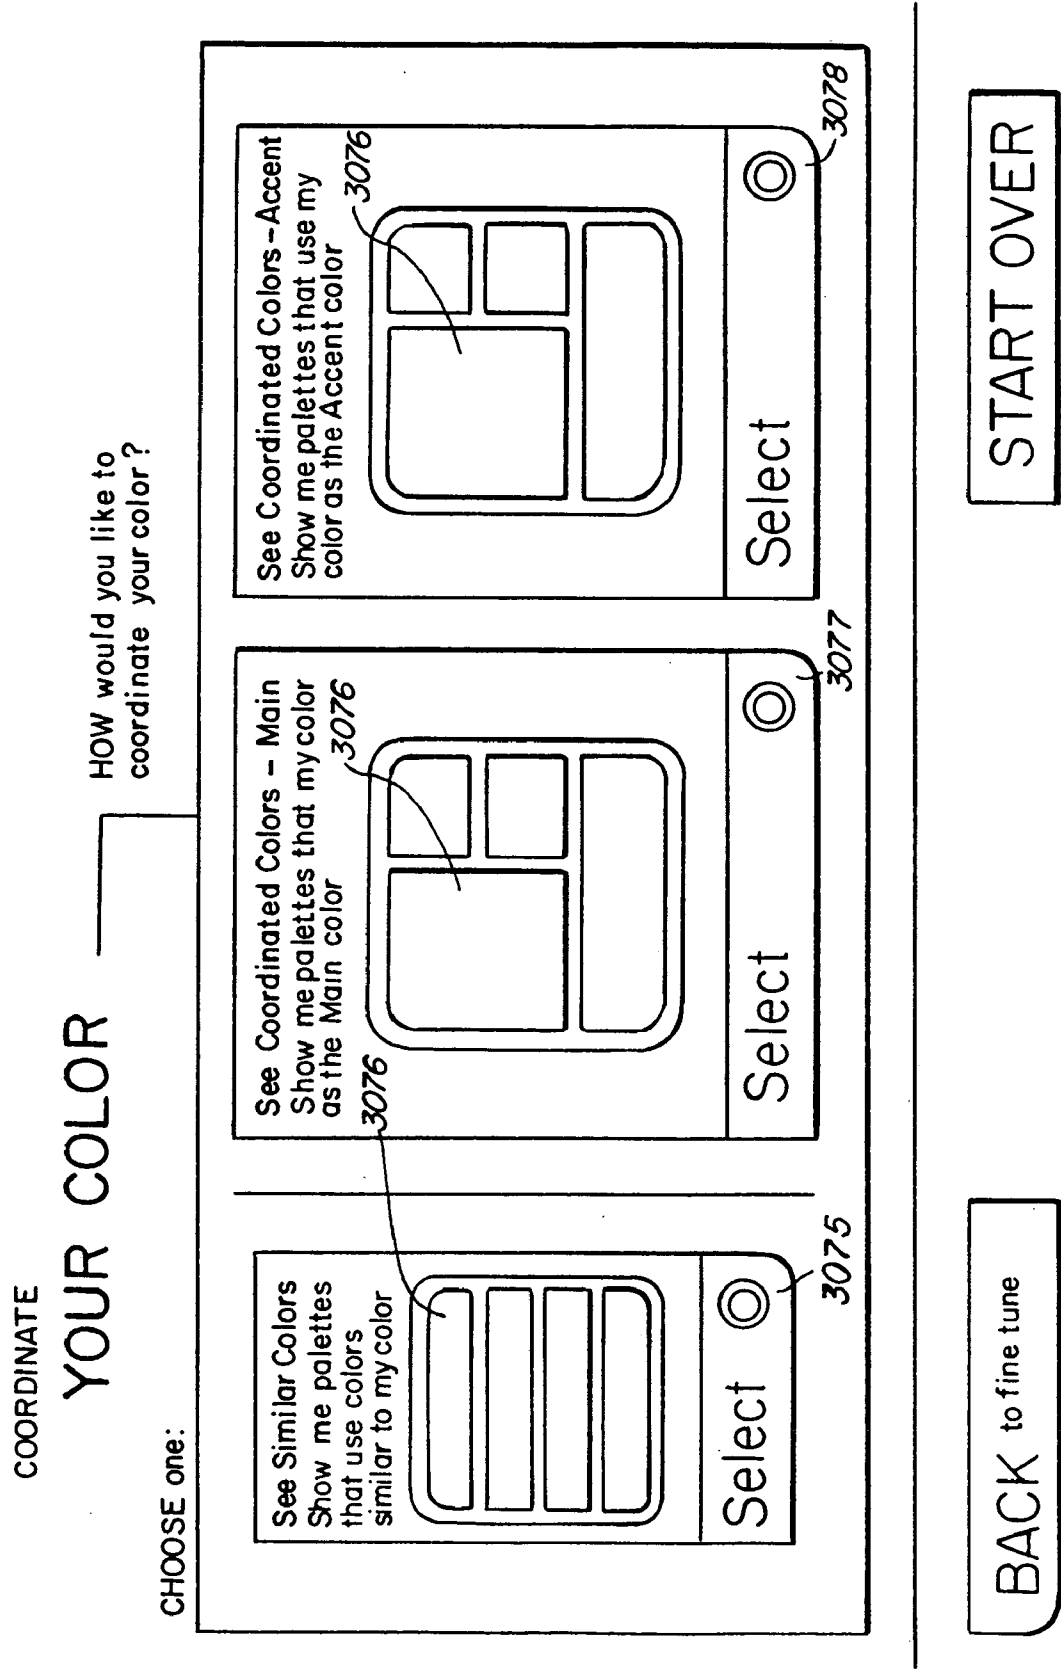 COORDINATE
YOUR COLOR
HOW would you like to
coordinate your color?
CHOOSE one:
See Similar Colors
Show me palettes
that use colors
similar to my color
3076
Select
3075
See Coordinated Colors - Main
Show me palettes that my color
as the Main color
3076
Select
3077
See Coordinated Colors - Accent
Show me palettes that use my
color as the Accent color
3076
Select
3078
BACK to fine tune
START OVER